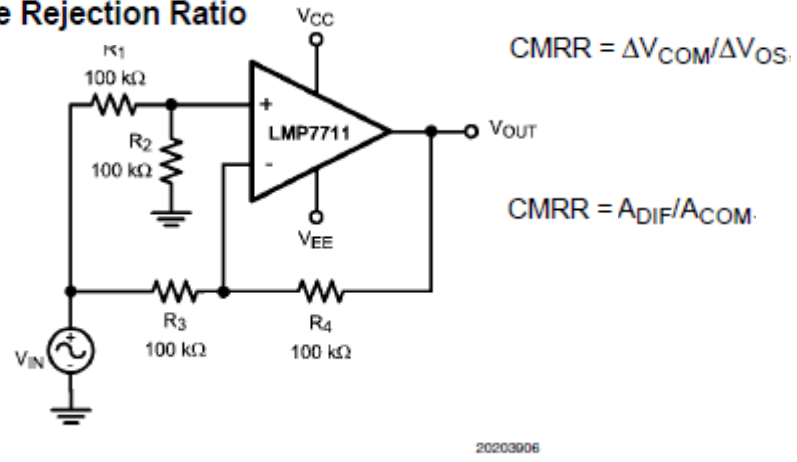 e Rejection Ratio
VCC
CMRR = ΔVCOM/ΔVOS,
R1
100 kΩ
+
LMP7711
-
VOUT
R2
100 kΩ
CMRR = ADIF/ACOM.
VEE
R3
100 kΩ
R4
100 kΩ
VIN
+
-
20203906